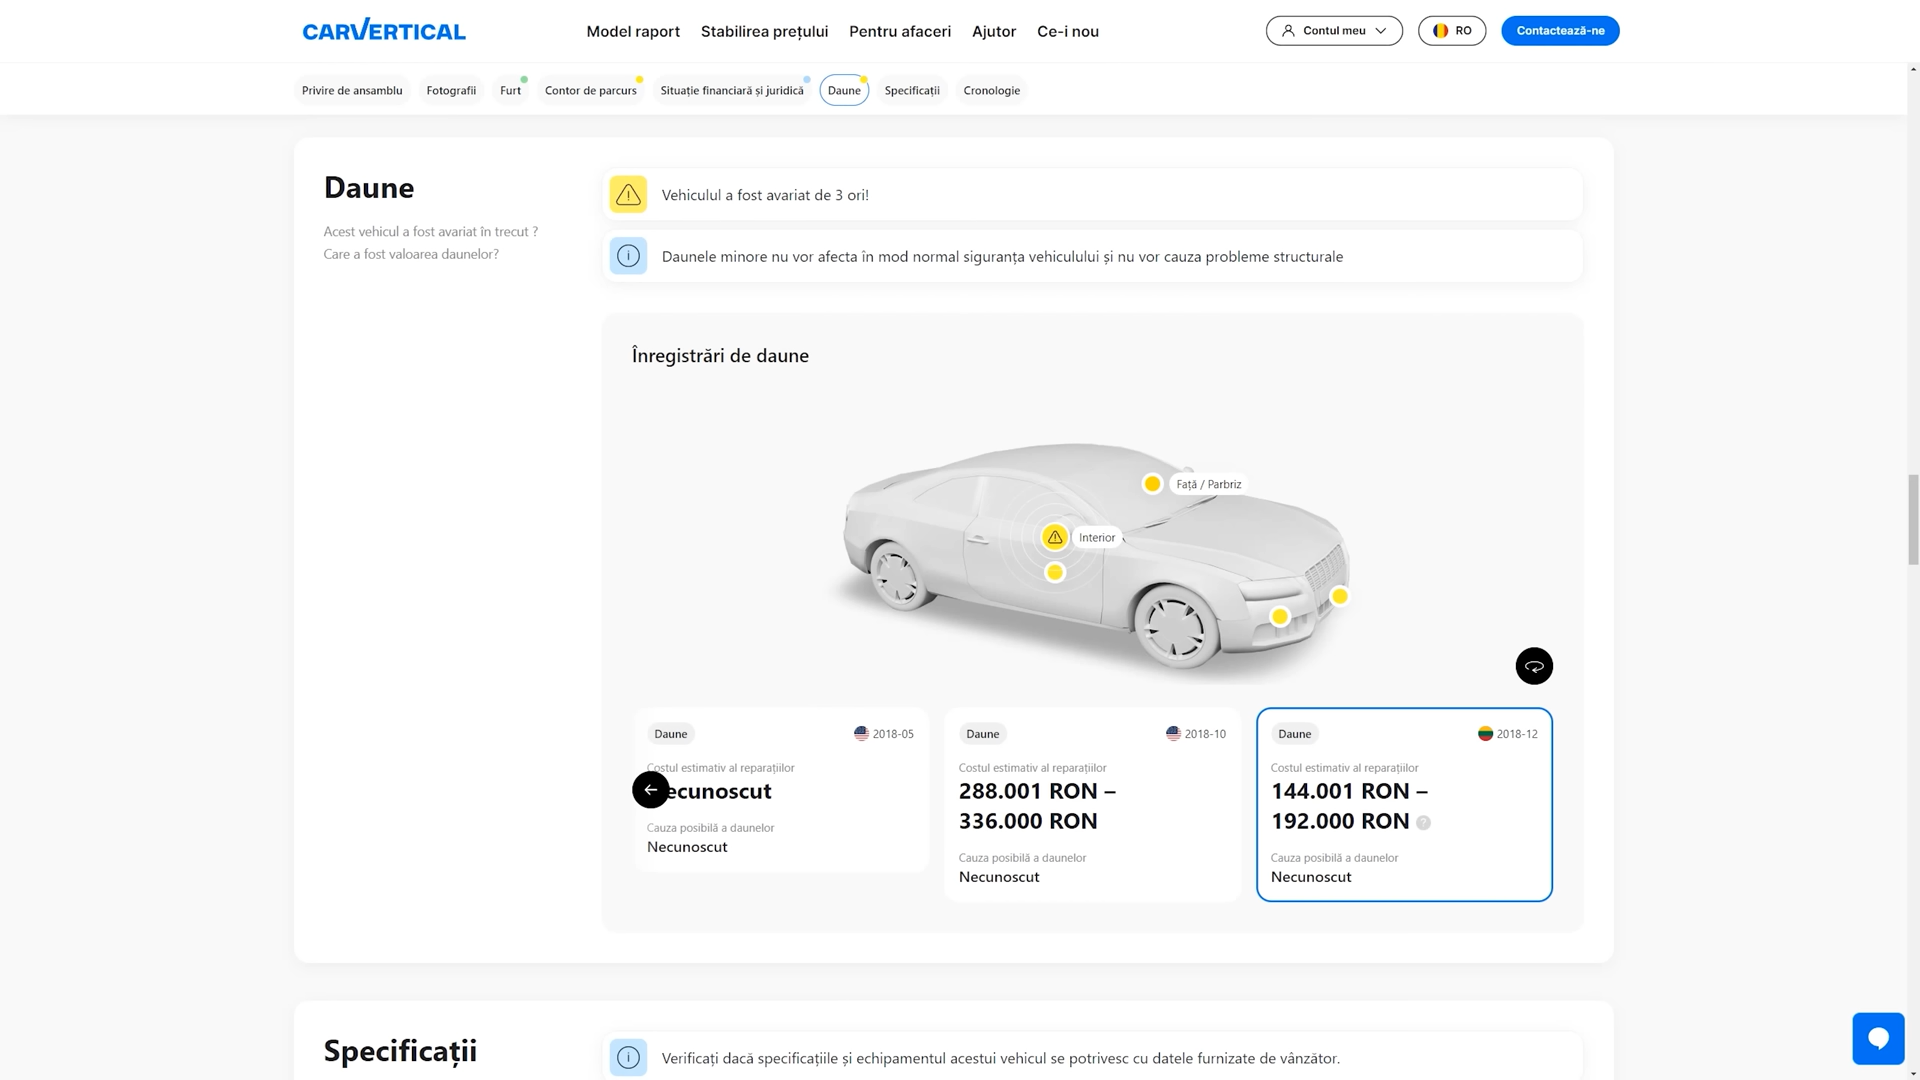 CARVERTICAL
Model raport
Stabilirea prețului
Pentru afaceri
Ajutor
Ce-i nou
Contul meu
RO
Contactează-ne
Privire de ansamblu
Fotografii
Furt
Contor de parcurs
Situație financiară și juridică
Daune
Specificații
Cronologie
Daune
Acest vehicul a fost avariat în trecut ?
Care a fost valoarea daunelor?
Vehiculul a fost avariat de 3 ori!
Daunele minore nu vor afecta în mod normal siguranța vehiculului și nu vor cauza probleme structurale
Înregistrări de daune
Față / Parbriz
Interior
Daune
2018-05
Costul estimativ al reparațiilor
ecunoscut
Cauza posibilă a daunelor
Necunoscut
Daune
2018-10
Costul estimativ al reparațiilor
288.001 RON –
336.000 RON
Cauza posibilă a daunelor
Necunoscut
Daune
2018-12
Costul estimativ al reparațiilor
144.001 RON –
192.000 RON ?
Cauza posibilă a daunelor
Necunoscut
Specificații
Verificați dacă specificațiile și echipamentul acestui vehicul se potrivesc cu datele furnizate de vânzător.